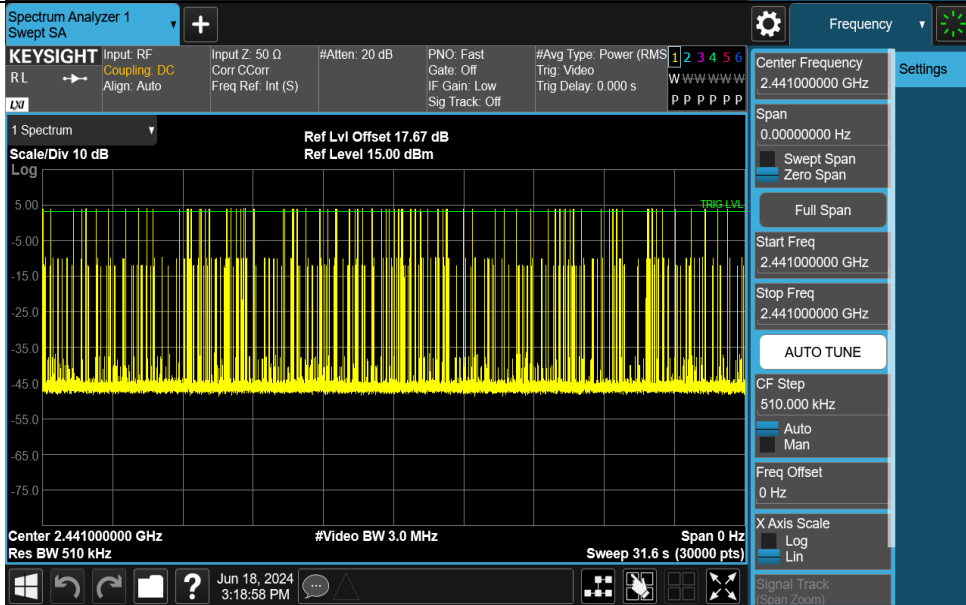 Spectrum Analyzer 1
Swept SA
+
Frequency
KEYSIGHT
RL
LXI
Input: RF
Coupling: DC
Align: Auto
Input Z: 50 Ω
Corr CCorr
Freq Ref: Int (S)
#Atten: 20 dB
PNO: Fast
Gate: Off
IF Gain: Low
Sig Track: Off
#Avg Type: Power (RMS
Trig: Video
Trig Delay: 0.000 s
1 2 3 4 5 6
W W W W W W
P P P P P P
Center Frequency
2.441000000 GHz
Settings
Span
0.00000000 Hz
Swept Span
Zero Span
Full Span
Start Freq
2.441000000 GHz
Stop Freq
2.441000000 GHz
AUTO TUNE
CF Step
510.000 kHz
Auto
Man
Freq Offset
0 Hz
X Axis Scale
Log
Lin
Signal Track
(Span Zoom)
1 Spectrum
Scale/Div 10 dB
Ref Lvl Offset 17.67 dB
Ref Level 15.00 dBm
Log
TRIG LVL
5.00
-5.00
-15.0
-25.0
-35.0
-45.0
-55.0
-65.0
-75.0
Center 2.441000000 GHz
#Video BW 3.0 MHz
Span 0 Hz
Res BW 510 kHz
Sweep 31.6 s (30000 pts)
?
Jun 18, 2024
3:18:58 PM